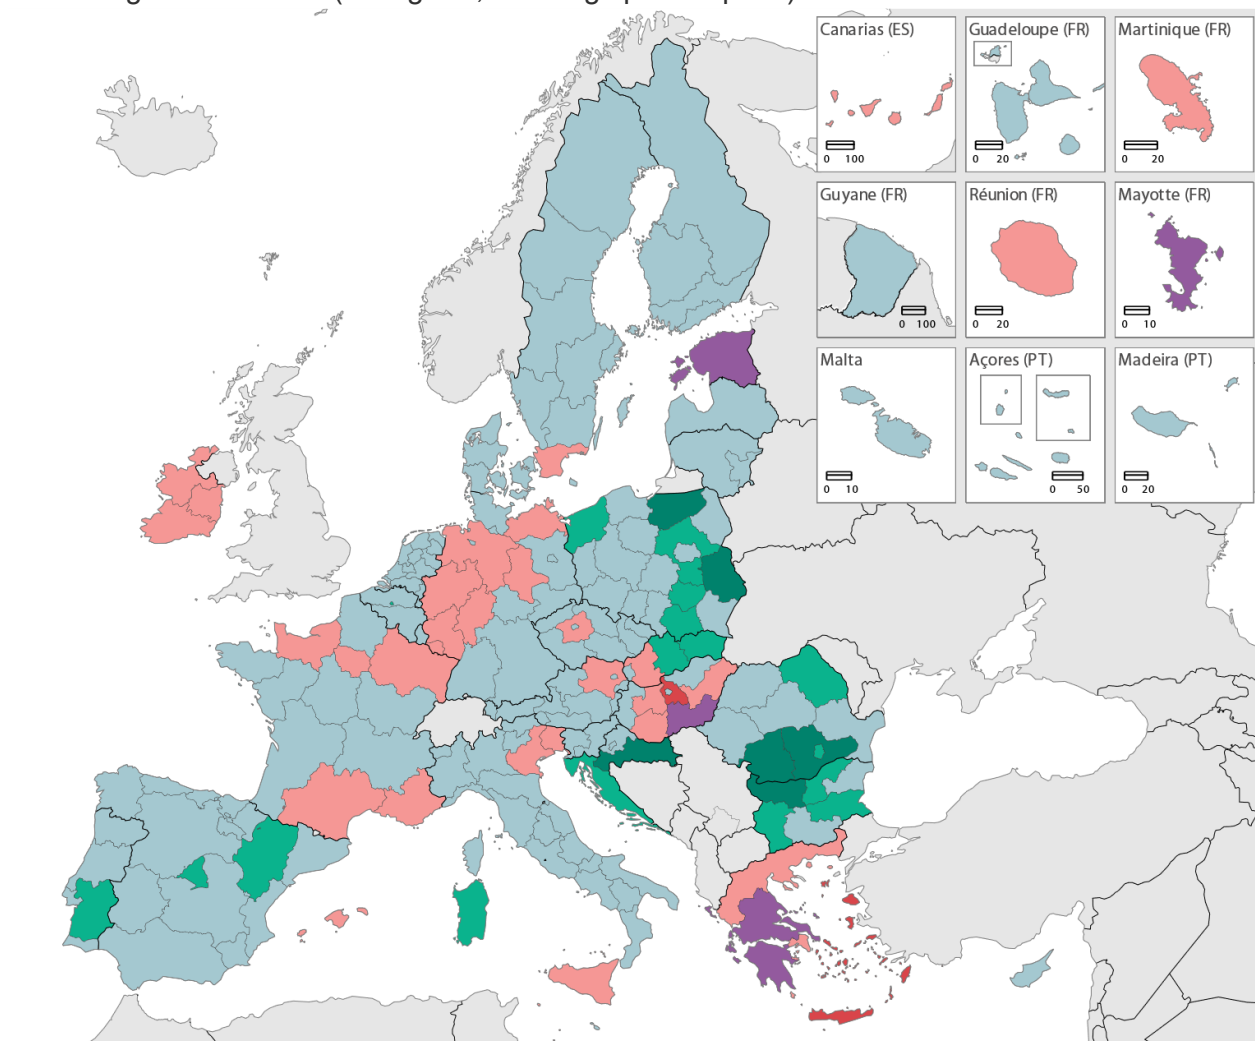 Canarias (ES)
0 100
Guadeloupe (FR)
0 20
Martinique (FR)
0 20
Guyane (FR)
0 100
Réunion (FR)
0 20
Mayotte (FR)
0 10
Malta
0 10
Açores (PT)
0 50
Madeira (PT)
0 20